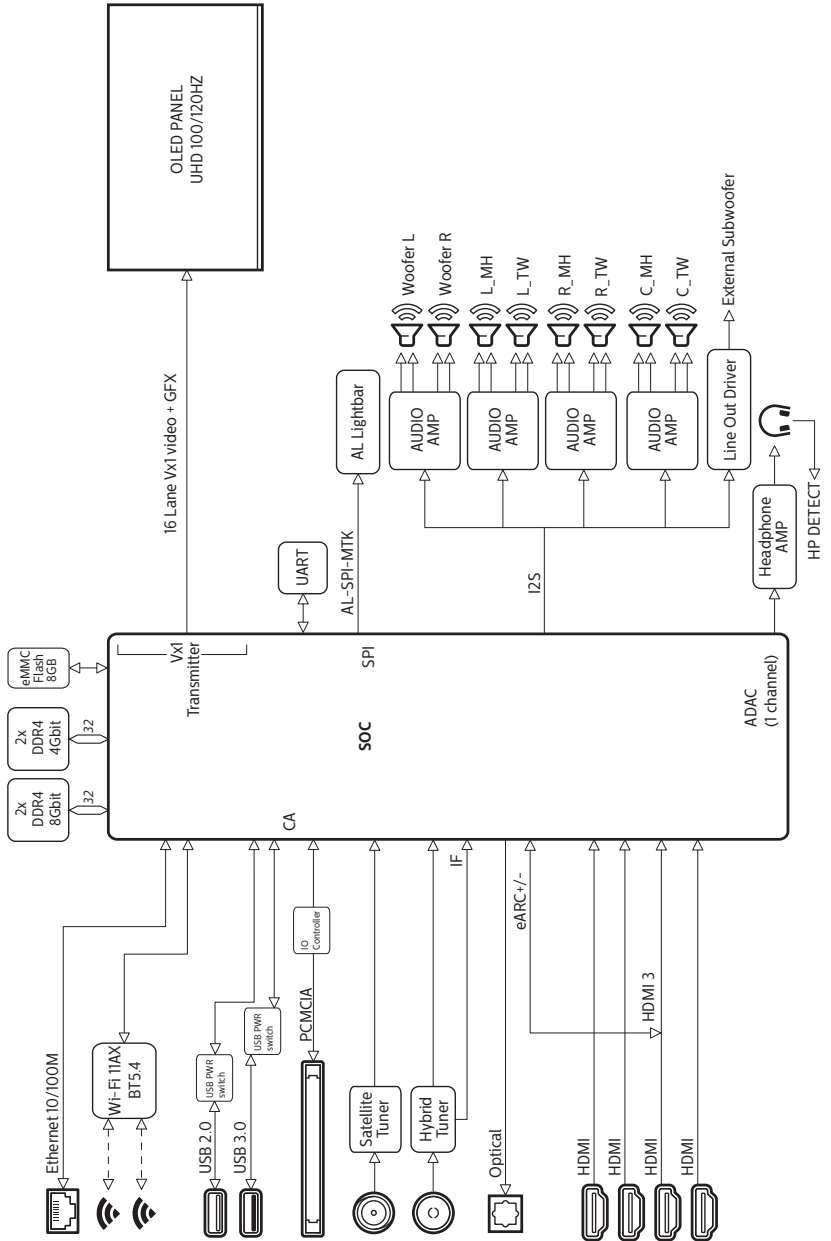 Ethernet 10/100M
Wi-Fi 11AX
BT5.4
USB 2.0
USB PWR
switch
USB 3.0
USB PWR
switch
PCMCIA
IO
Controller
Satellite
Tuner
Hybrid
Tuner
IF
Optical
eARC+/-
HDMI
HDMI
HDMI
HDMI 3
HDMI
2x
DDR4
8Gbit
32
2x
DDR4
4Gbit
32
eMMC
Flash
8GB
CA
SOC
Vx1
Transmitter
SPI
ADAC
(1 channel)
16 Lane Vx1 video + GFX
OLED PANEL
UHD 100/120HZ
UART
AL-SPI-MTK
AL Lightbar
I2S
AUDIO
AMP
Woofer L
Woofer R
AUDIO
AMP
L_MH
L_TW
AUDIO
AMP
R_MH
R_TW
AUDIO
AMP
C_MH
C_TW
Line Out Driver
External Subwoofer
Headphone
AMP
HP DETECT